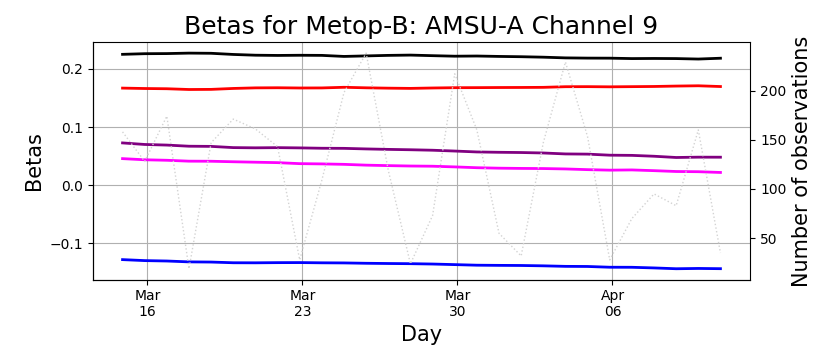 Betas for Metop-B: AMSU-A Channel 9
Betas
0.2
0.1
0.0
−0.1
200
150
100
50
Number of observations
Mar
16
Mar
23
Mar
30
Apr
06
Day